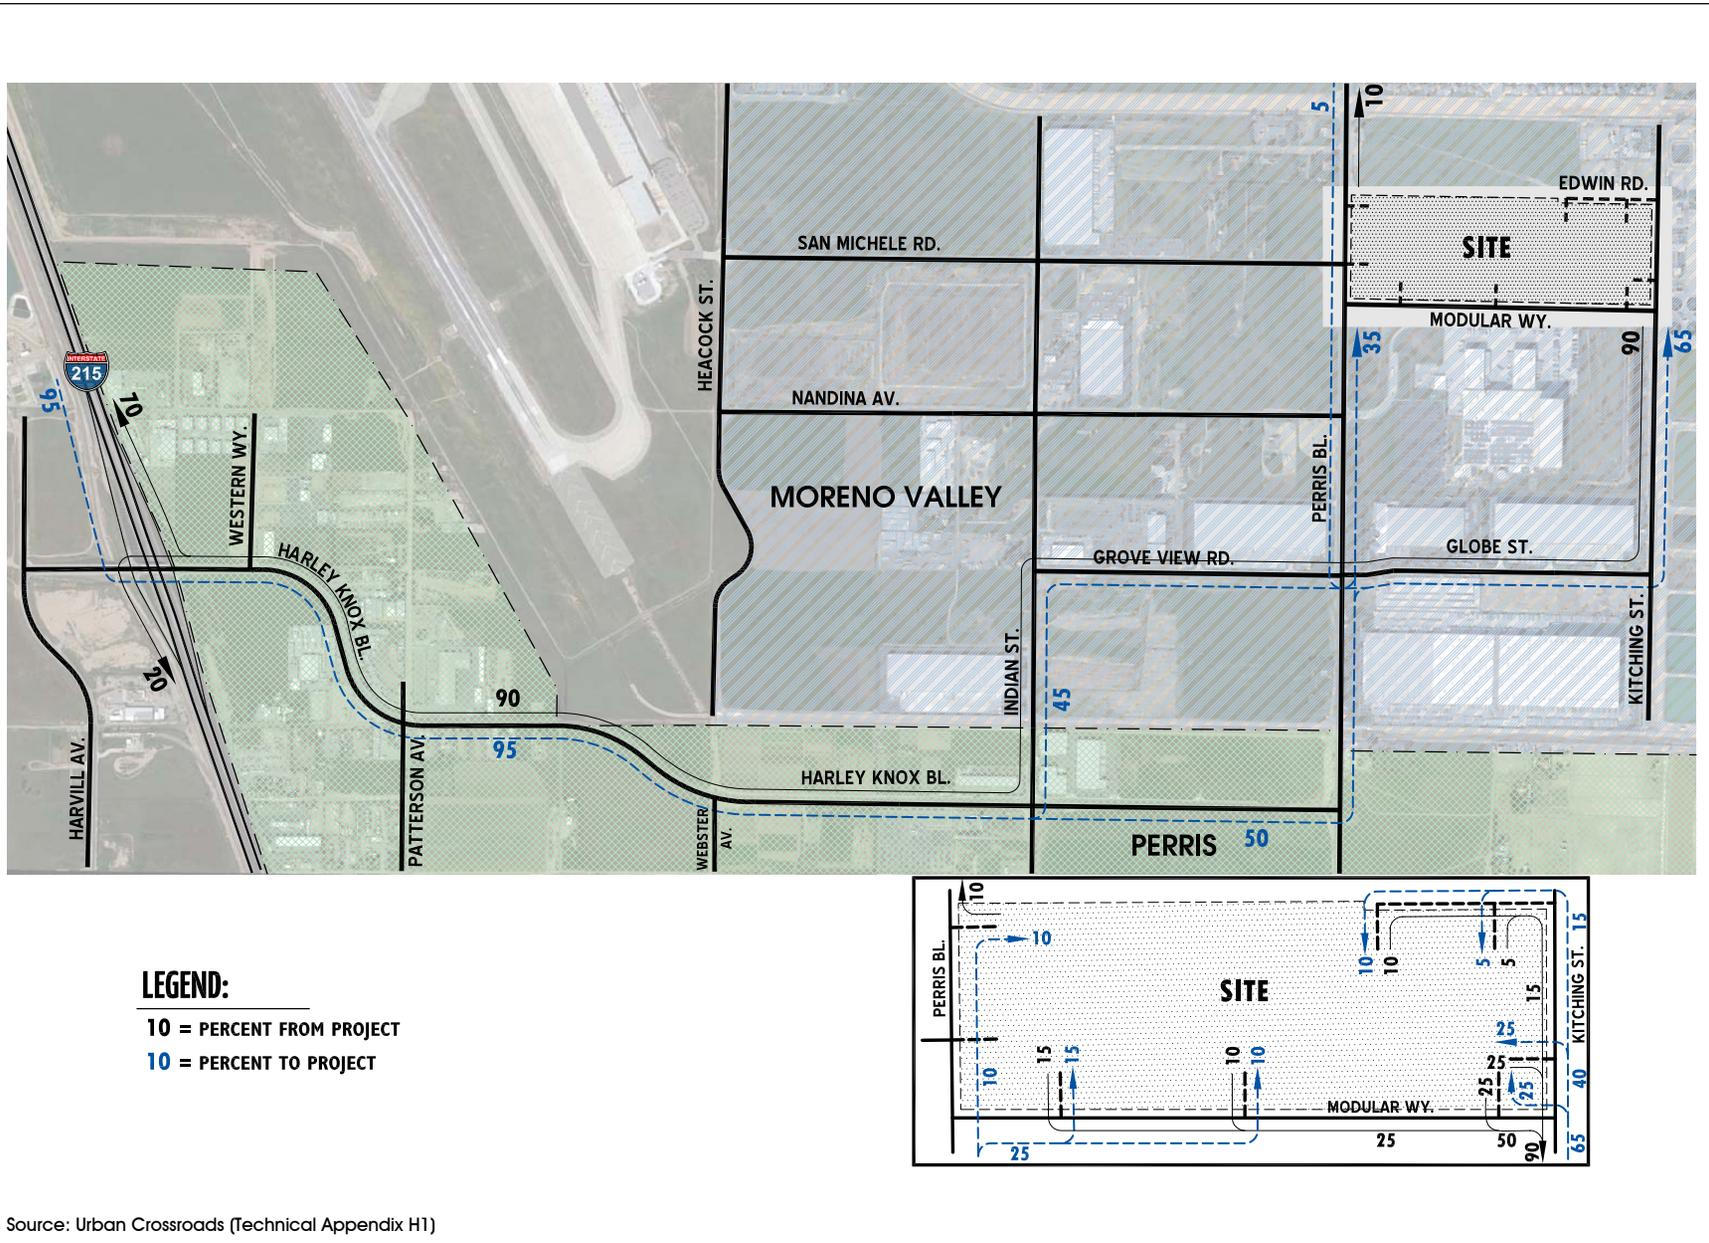 5
10
EDWIN RD.
SITE
MODULAR WY.
SAN MICHELE RD.
HEACOCK ST.
35
90
65
INTERSTATE
215
95
70
NANDINA AV.
WESTERN WY.
PERRIS BL.
MORENO VALLEY
HARLEY KNOX BL.
GROVE VIEW RD.
GLOBE ST.
KITCHING ST.
INDIAN ST.
20
90
95
45
HARVILL AV.
PATTERSON AV.
HARLEY KNOX BL.
WEBSTER
AV.
PERRIS
50
10
PERRIS BL.
10
SITE
10
10
5
5
15
15
KITCHING ST.
25
25
40
25
25
15
15
10
10
10
MODULAR WY.
25
25
50
90
65
LEGEND:
10 = PERCENT FROM PROJECT
10 = PERCENT TO PROJECT
Source: Urban Crossroads (Technical Appendix H1)